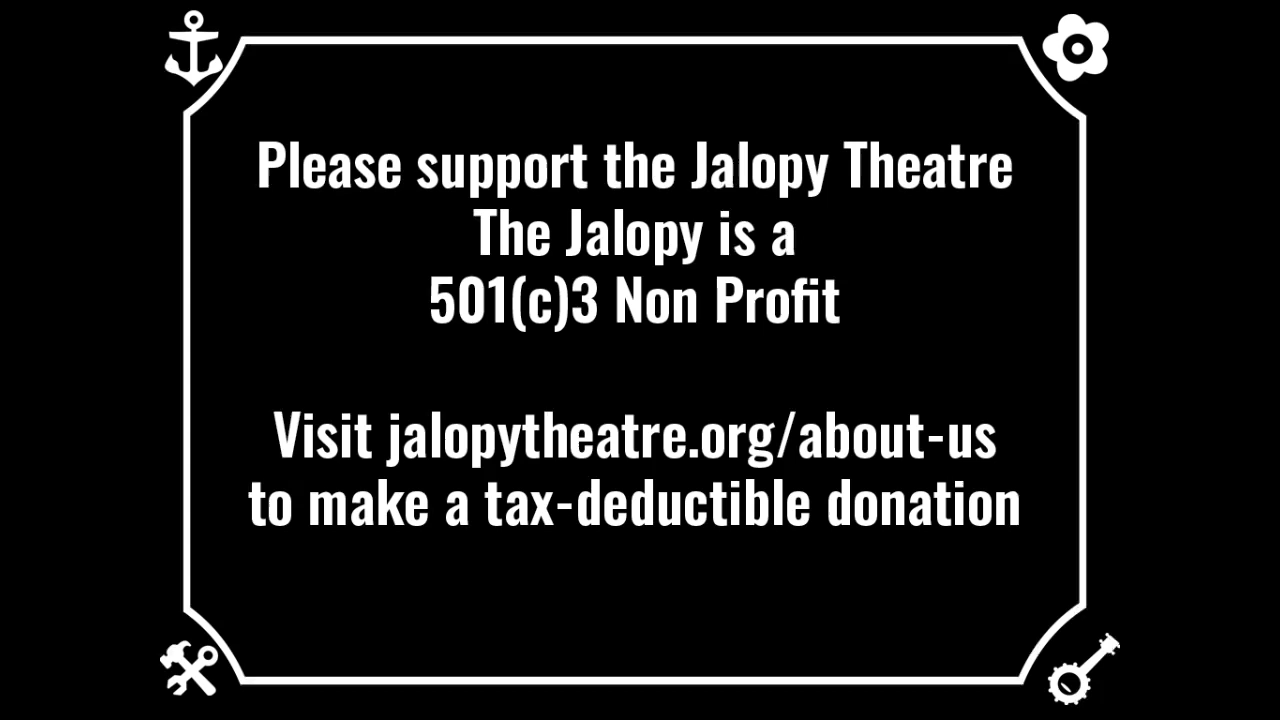 Please support the Jalopy Theatre
The Jalopy is a
501(c)3 Non Profit
Visit jalopytheatre.org/about-us
to make a tax-deductible donation